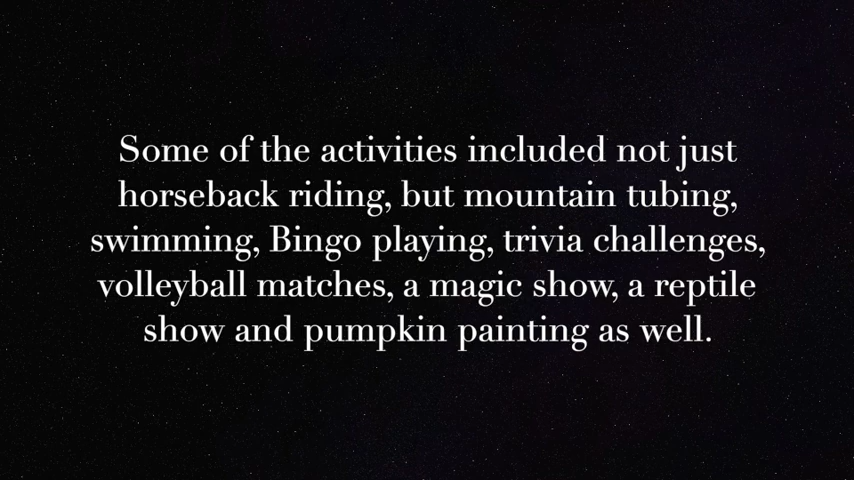 Some of the activities included not just
horseback riding, but mountain tubing,
swimming, Bingo playing, trivia challenges,
volleyball matches, a magic show, a reptile
show and pumpkin painting as well.